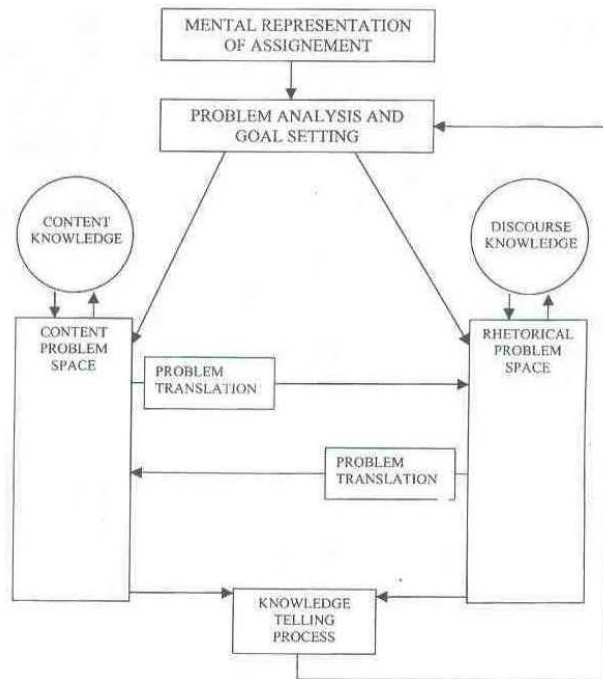 MENTAL REPRESENTATION
OF ASSIGNEMENT
PROBLEM ANALYSIS AND
GOAL SETTING
CONTENT
KNOWLEDGE
DISCOURSE
KNOWLEDGE
CONTENT
PROBLEM
SPACE
RHETORICAL
PROBLEM
SPACE
PROBLEM
TRANSLATION
PROBLEM
TRANSLATION
KNOWLEDGE
TELLING
PROCESS